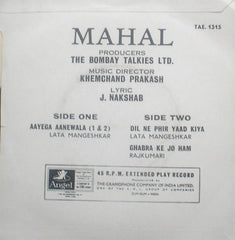 TAE. 1315
MAHAL
PRODUCERS
THE BOMBAY TALKIES LTD.
MUSIC DIRECTOR
KHEMCHAND PRAKASH
LYRIC
J. NAKSHAB
SIDE ONE
AAYEGA AANEWALA (1 & 2)
LATA MANGESHKAR
SIDE TWO
DIL NE PHIR YAAD KIYA
LATA MANGESHKAR
GHABRA KE JO HAM
RAJKUMARI
Angel
45 R.P.M. EXTENDED PLAY RECORD
THE GRAMOPHONE COMPANY OF INDIA LIMITED.